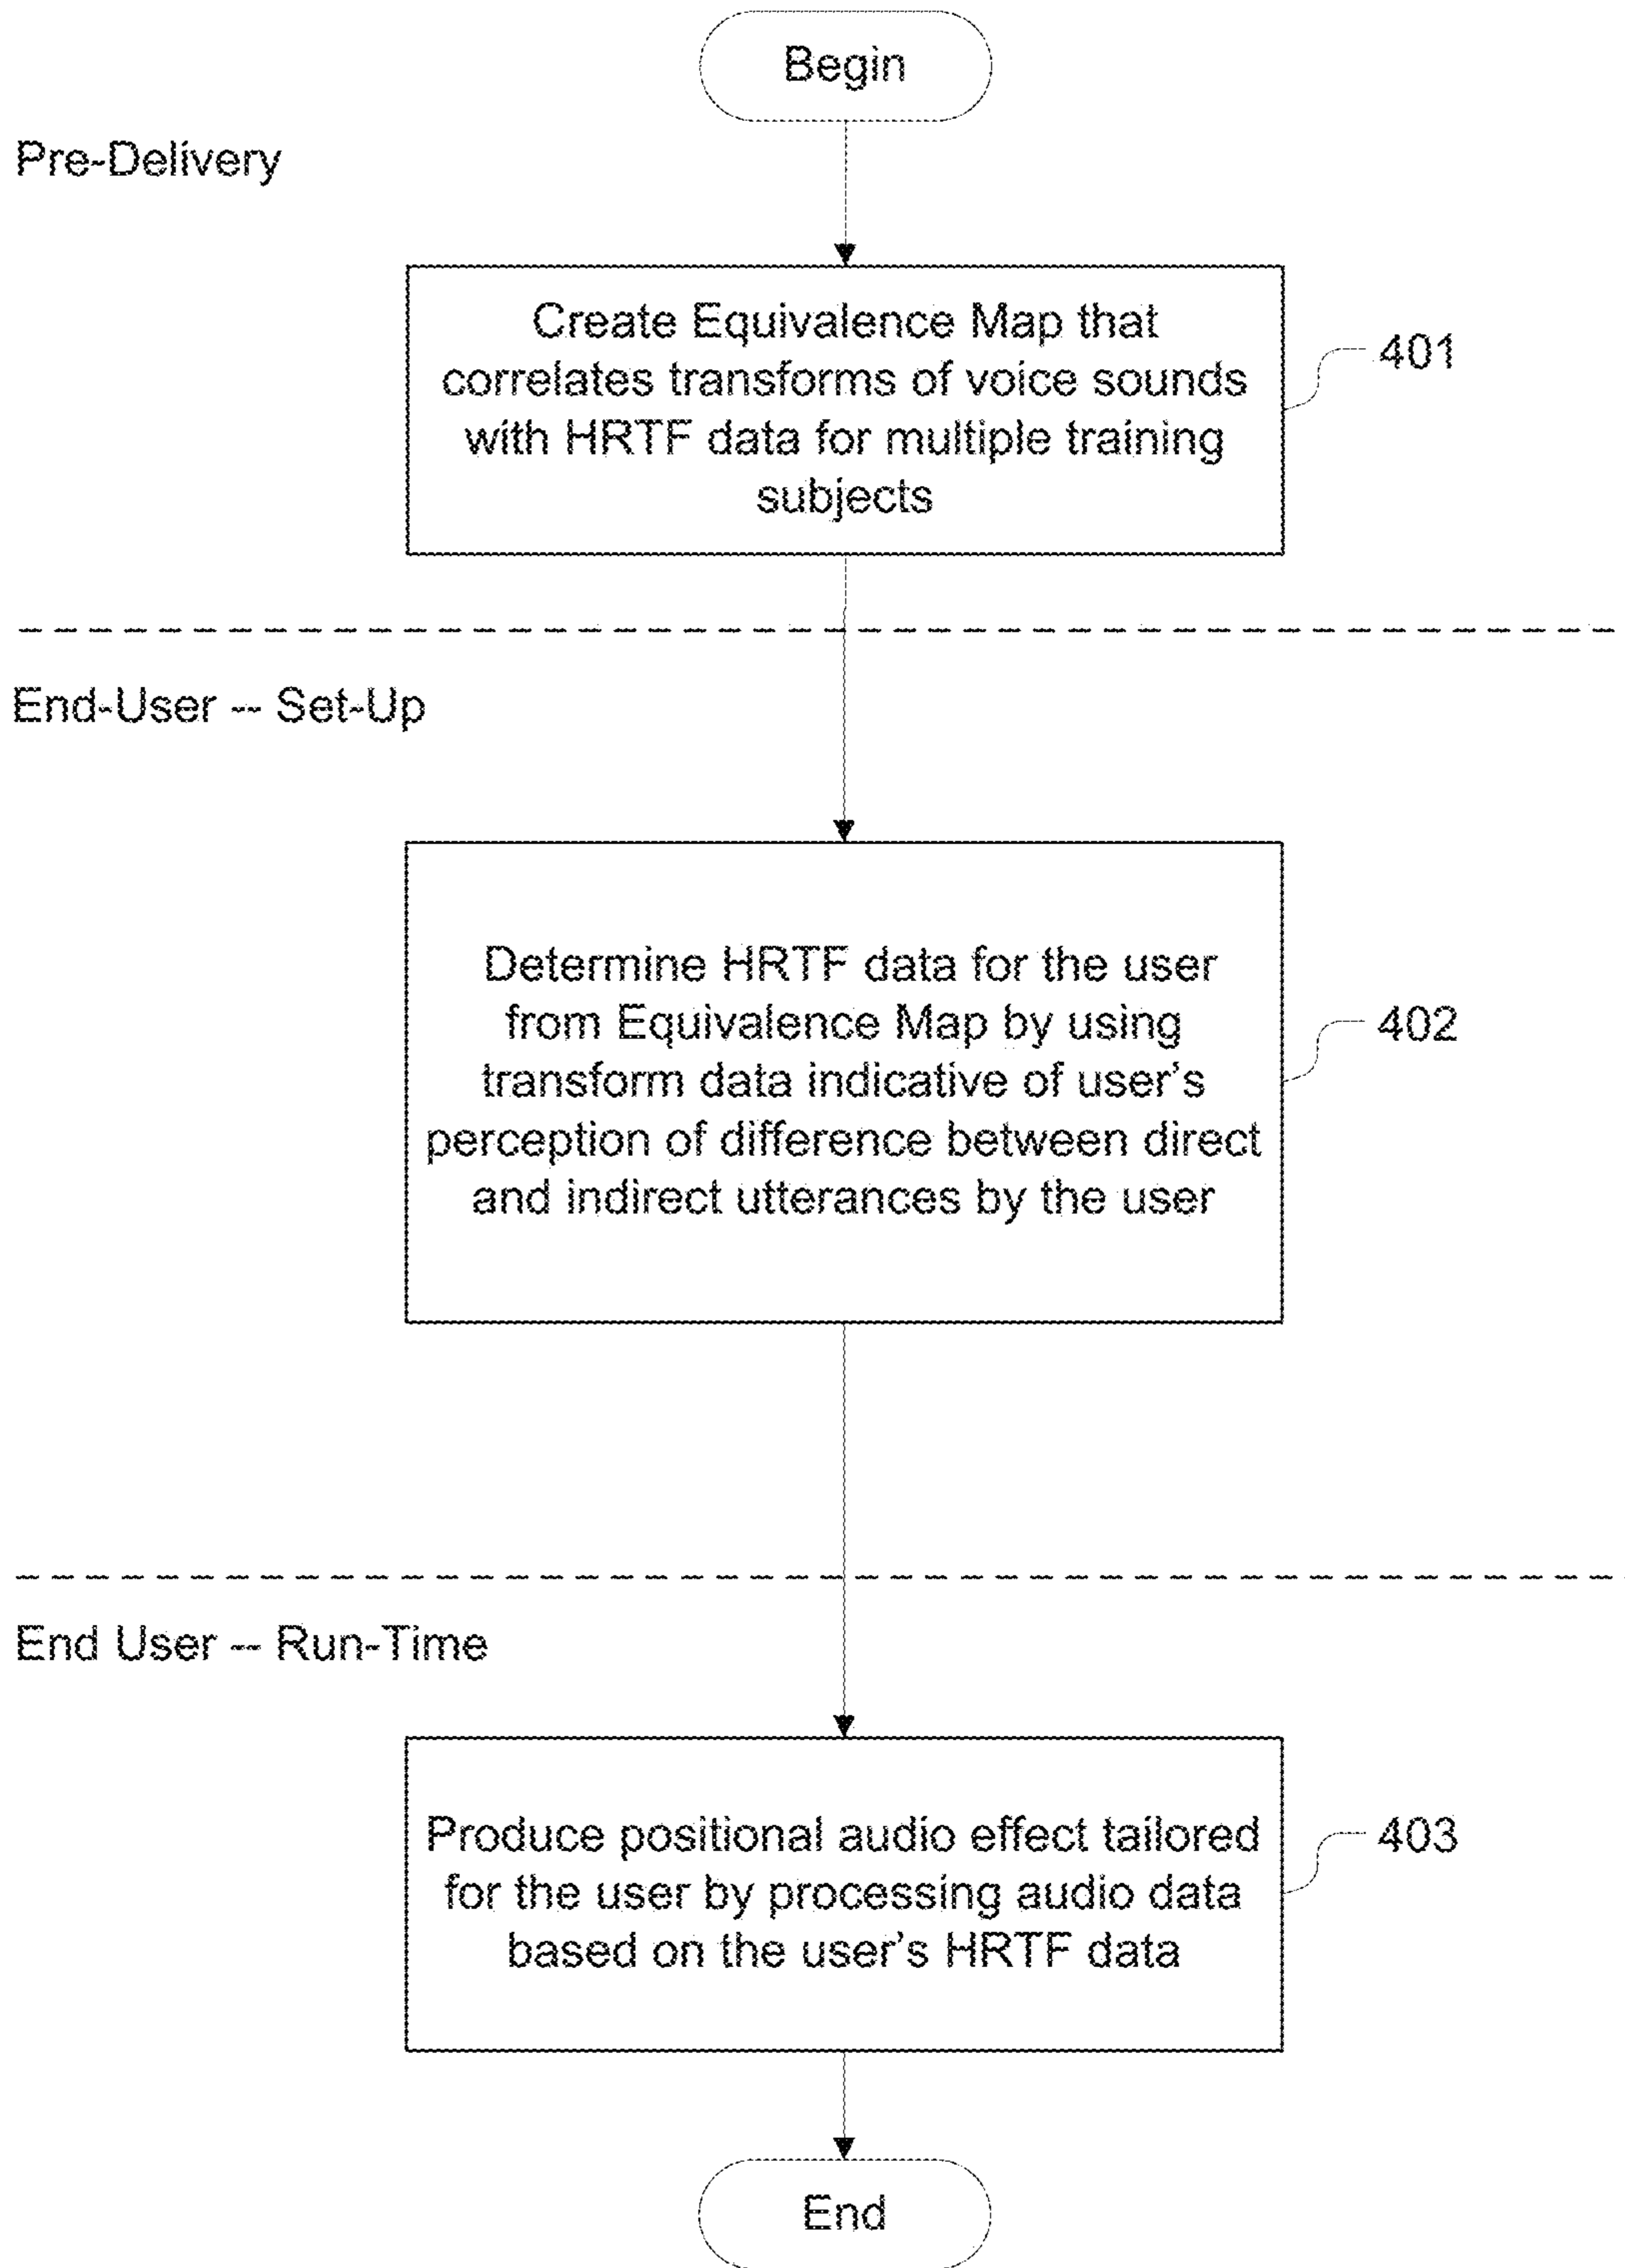 Begin
Pre-Delivery
Create Equivalence Map that
correlates transforms of voice sounds
with HRTF data for multiple training
subjects
401
End-User -- Set-Up
Determine HRTF data for the user
from Equivalence Map by using
transform data indicative of user's
perception of difference between direct
and indirect utterances by the user
402
End User -- Run-Time
Produce positional audio effect tailored
for the user by processing audio data
based on the user's HRTF data
403
End